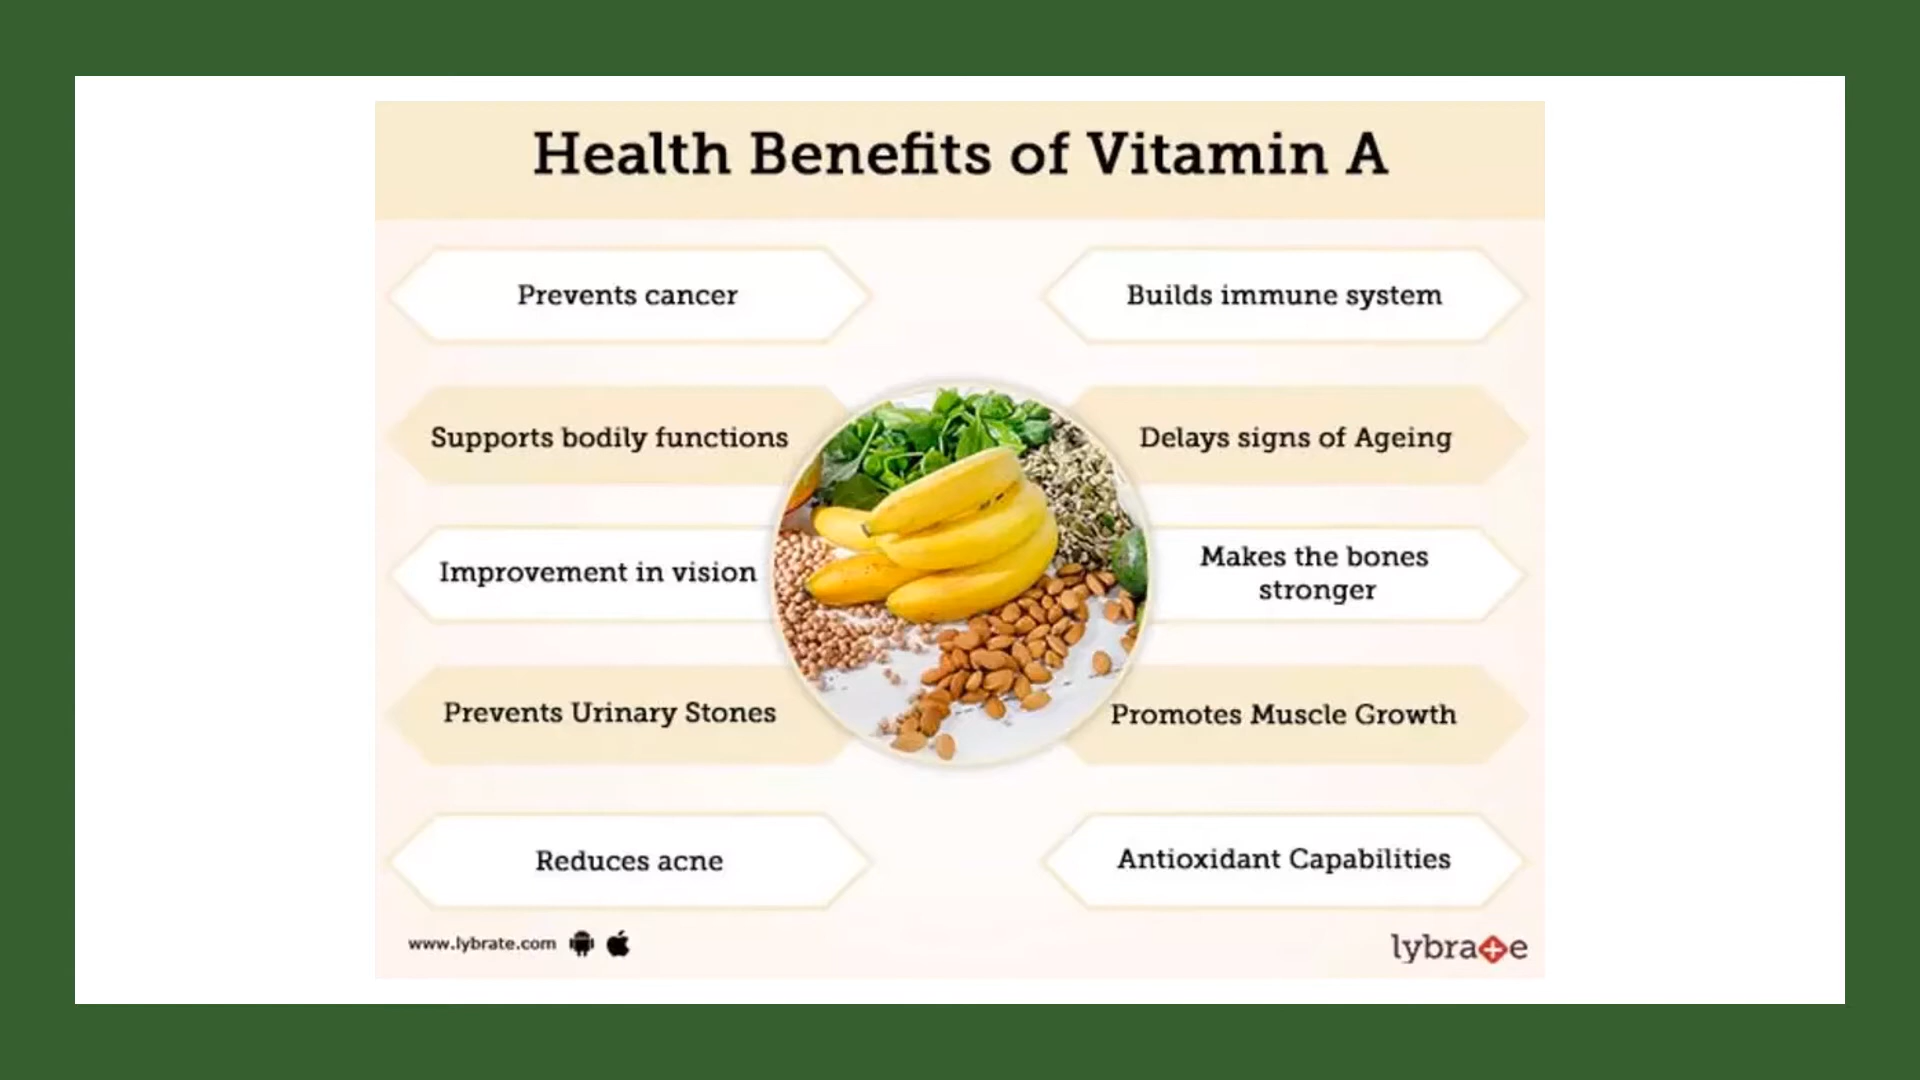 Health Benefits of Vitamin A
Prevents cancer
Builds immune system
Supports bodily functions
Delays signs of Ageing
Improvement in vision
Makes the bones
stronger
Prevents Urinary Stones
Promotes Muscle Growth
Reduces acne
Antioxidant Capabilities
www.lybrate.com
lybrate